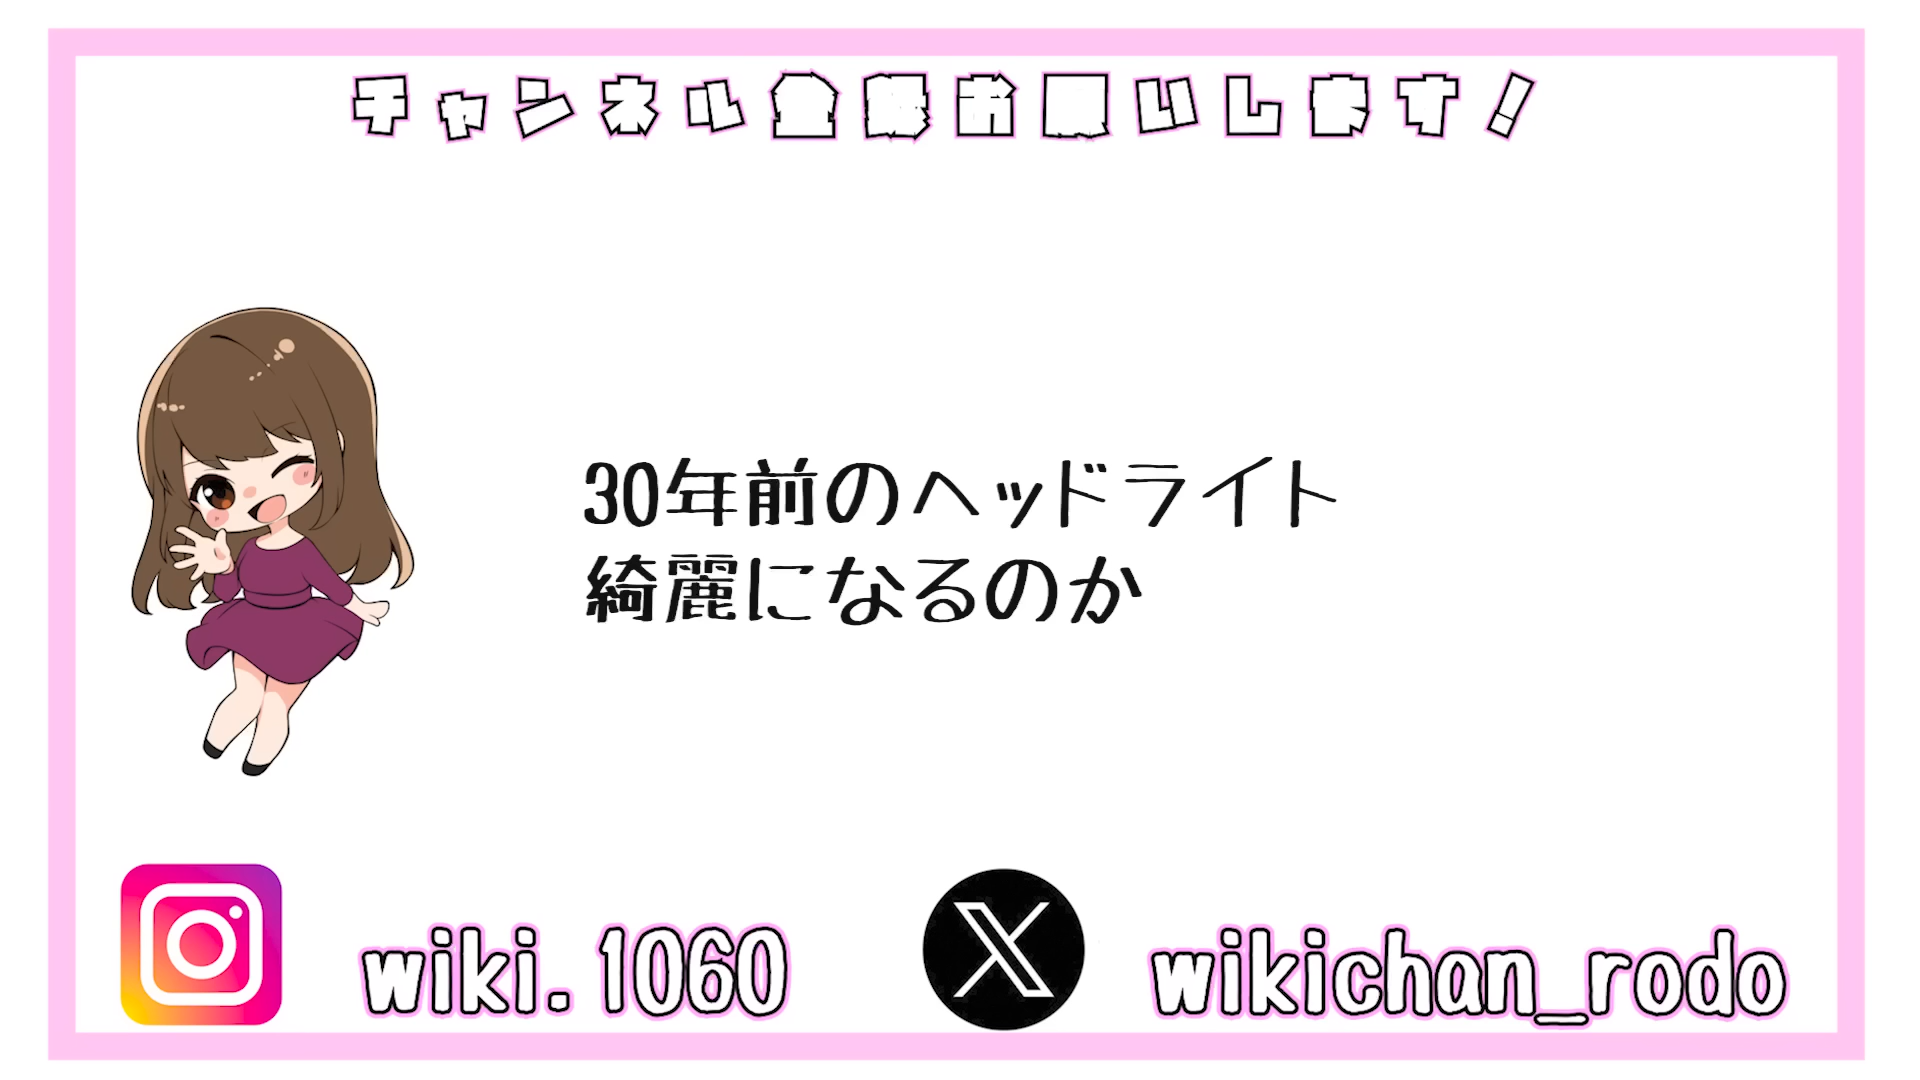 チャンネル登録お願いします!
30年前のヘッドライト
綺麗になるのか
wiki.1060
wikichan_rodo